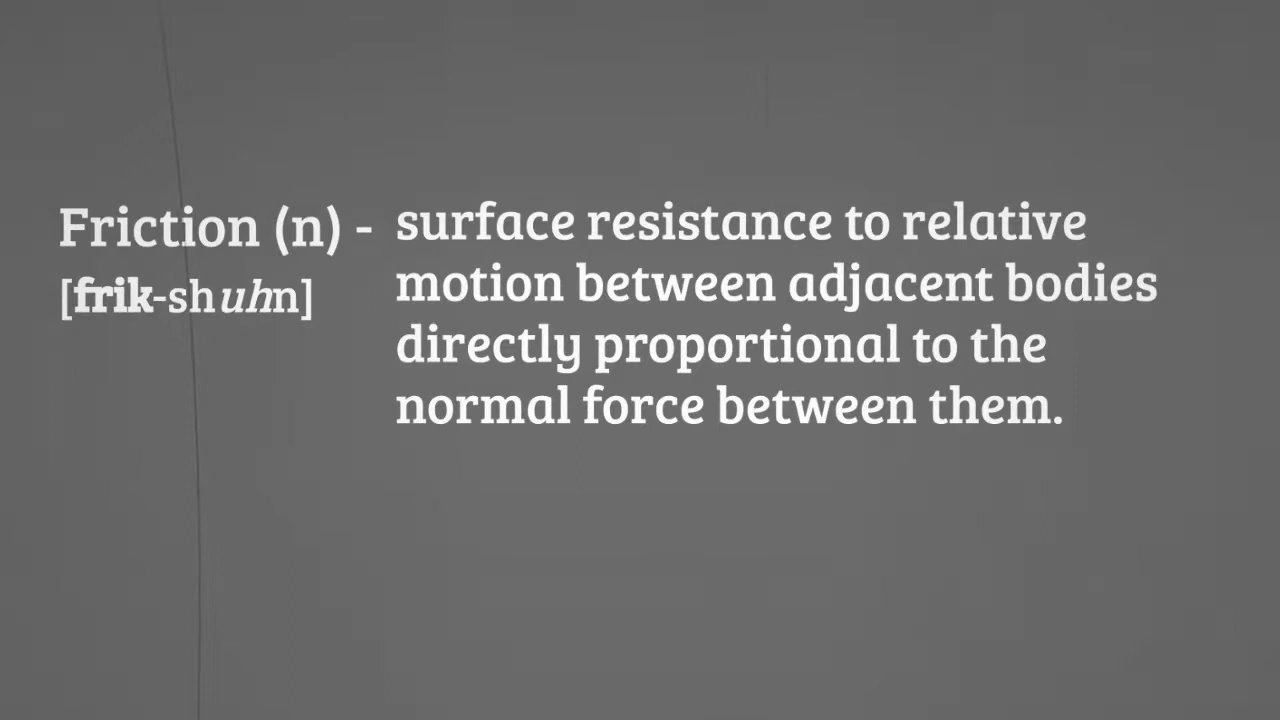 Friction (n) -
[frik-shuhn]
surface resistance to relative
motion between adjacent bodies
directly proportional to the
normal force between them.